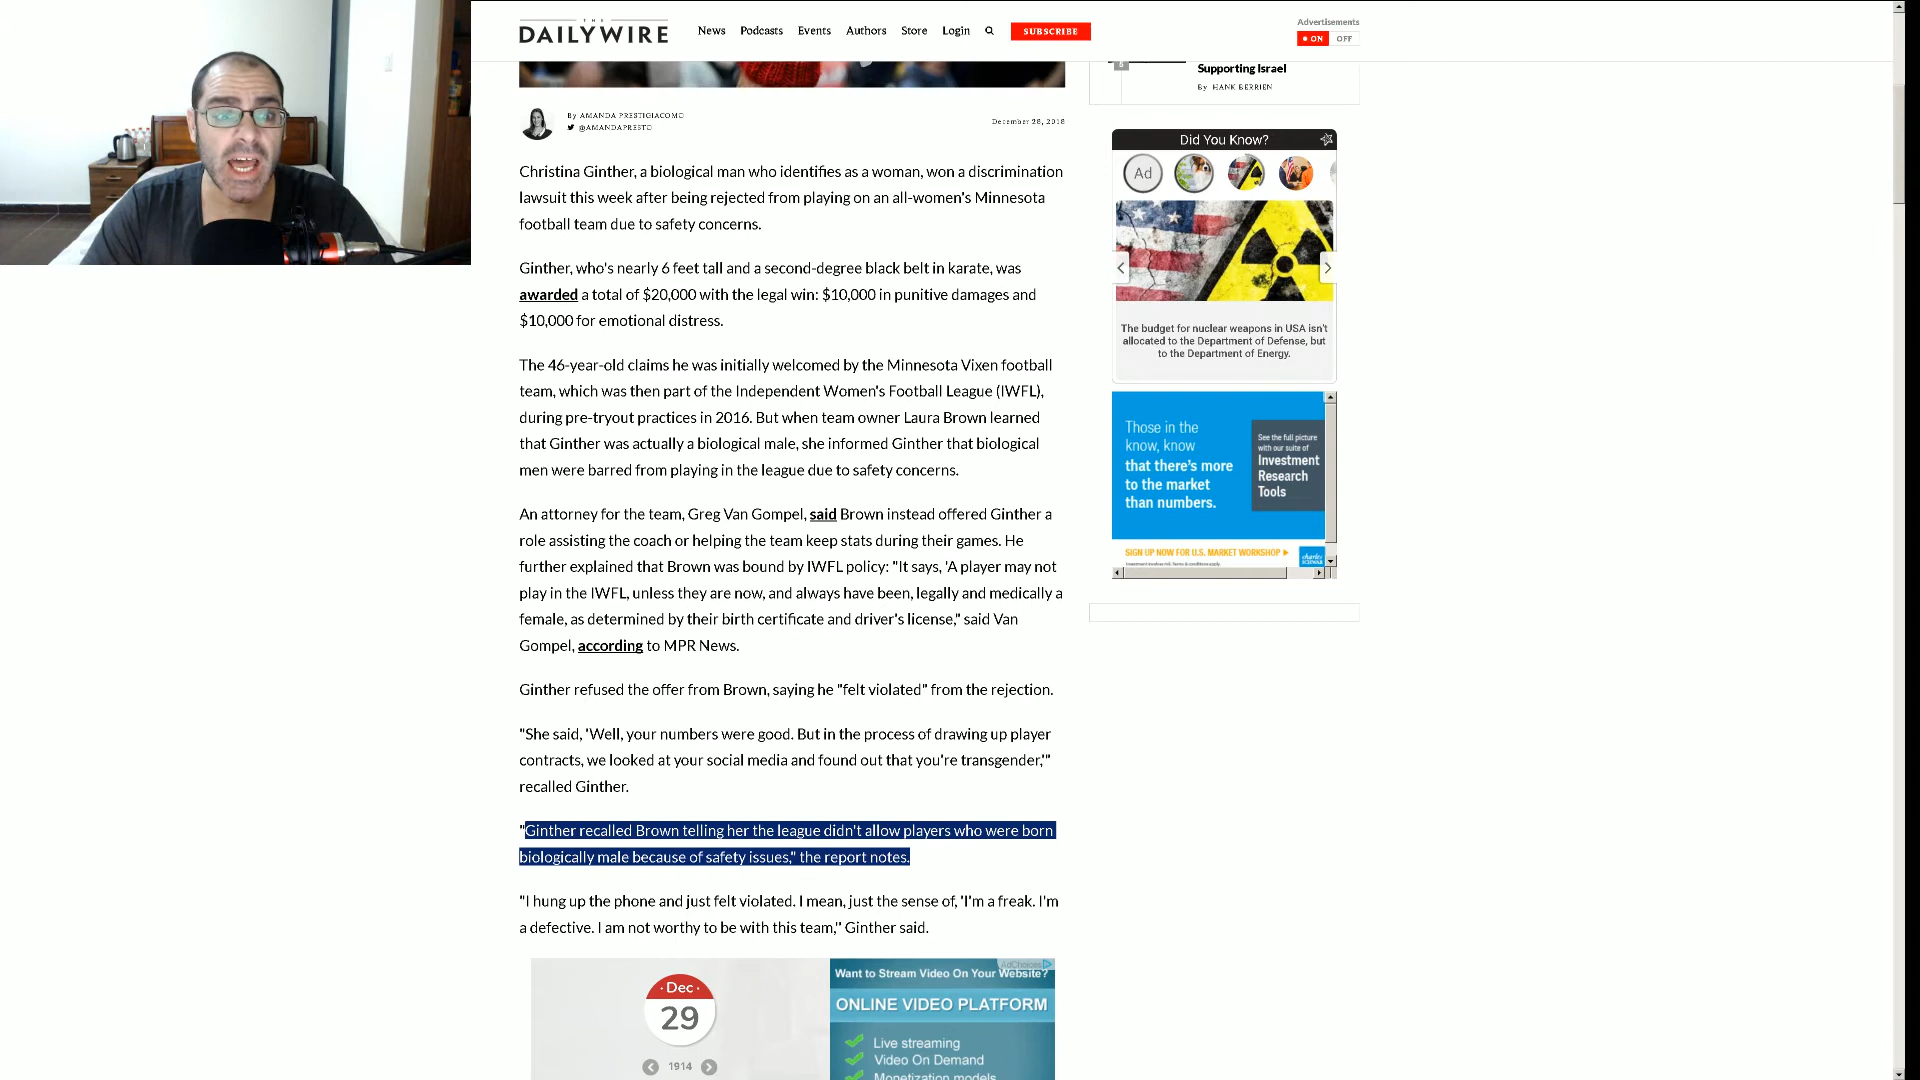 THE
DAILYWIRE
News Podcasts Events Authors Store Login SUBSCRIBE
Advertisements
ON OFF
Supporting Israel
By HANK BERRIEN
By AMANDA PRESTIGIACOMO
@AMANDAPRESTO
December 28, 2018
Christina Ginther, a biological man who identifies as a woman, won a discrimination
lawsuit this week after being rejected from playing on an all-women's Minnesota
football team due to safety concerns.
Ginther, who's nearly 6 feet tall and a second-degree black belt in karate, was
awarded a total of $20,000 with the legal win: $10,000 in punitive damages and
$10,000 for emotional distress.
The 46-year-old claims he was initially welcomed by the Minnesota Vixen football
team, which was then part of the Independent Women's Football League (IWFL),
during pre-tryout practices in 2016. But when team owner Laura Brown learned
that Ginther was actually a biological male, she informed Ginther that biological
men were barred from playing in the league due to safety concerns.
An attorney for the team, Greg Van Gompel, said Brown instead offered Ginther a
role assisting the coach or helping the team keep stats during their games. He
further explained that Brown was bound by IWFL policy: "It says, 'A player may not
play in the IWFL, unless they are now, and always have been, legally and medically a
female, as determined by their birth certificate and driver's license," said Van
Gompel, according to MPR News.
Ginther refused the offer from Brown, saying he "felt violated" from the rejection.
"She said, 'Well, your numbers were good. But in the process of drawing up player
contracts, we looked at your social media and found out that you're transgender,'"
recalled Ginther.
"Ginther recalled Brown telling her the league didn't allow players who were born
biologically male because of safety issues," the report notes.
"I hung up the phone and just felt violated. I mean, just the sense of, 'I'm a freak. I'm
a defective. I am not worthy to be with this team," Ginther said.
Did You Know?
Ad
The budget for nuclear weapons in USA isn't
allocated to the Department of Defense, but
to the Department of Energy.
Those in the
know, know
that there's more
to the market
than numbers.
See the full picture
with our suite of
Investment
Research
Tools
SIGN UP NOW FOR U.S. MARKET WORKSHOP
charles
SCHWAB
· Dec ·
29
1914
AdChoices
Want to Stream Video On Your Website?
ONLINE VIDEO PLATFORM
Live streaming
Video On Demand
Monetization models